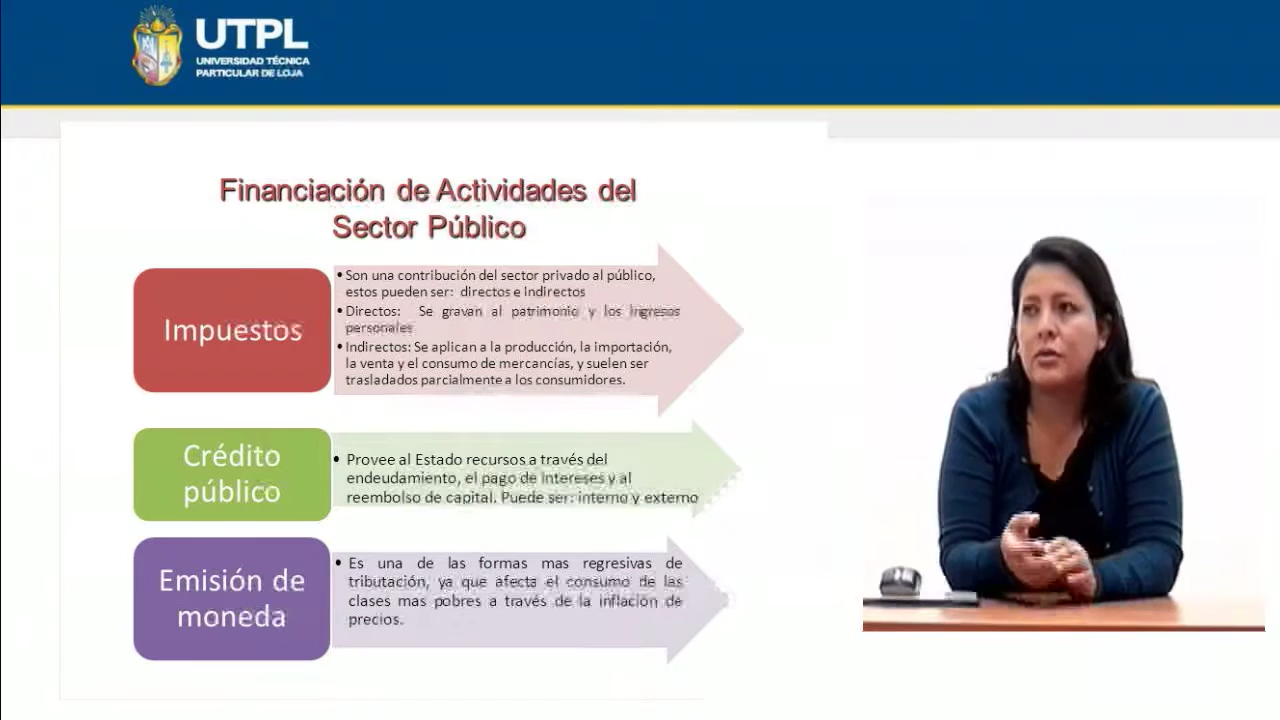 UTPL
UNIVERSIDAD TÉCNICA
PARTICULAR DE LOJA
Financiación de Actividades del
Sector Público
Impuestos
•Son una contribución del sector privado al público,
estos pueden ser: directos e indirectos
•Directos: Se gravan al patrimonio y los ingresos
personales
•Indirectos: Se aplican a la producción, la importación,
la venta y el consumo de mercancías, y suelen ser
trasladados parcialmente a los consumidores.
Crédito
público
• Provee al Estado recursos a través del
endeudamiento, el pago de intereses y al
reembolso de capital. Puede ser: interno y externo
Emisión de
moneda
• Es una de las formas mas regresivas de
tributación, ya que afecta el consumo de las
clases mas pobres a través de la inflación de
precios.